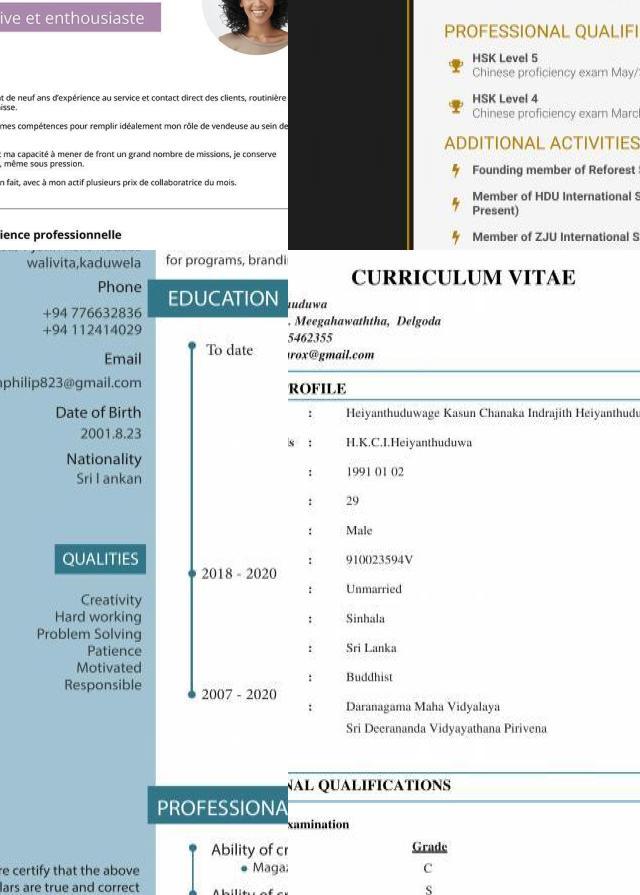 ive et enthousiaste
t de neuf ans d'expérience au service et contact direct des clients, routinière
isse.
mes compétences pour remplir idéalement mon rôle de vendeuse au sein de
t ma capacité à mener de front un grand nombre de missions, je conserve
, même sous pression.
n fait, avec à mon actif plusieurs prix de collaboratrice du mois.
ience professionnelle
PROFESSIONAL QUALIFI
HSK Level 5
Chinese proficiency exam May/
HSK Level 4
Chinese proficiency exam March
ADDITIONAL ACTIVITIES
Founding member of Reforest S
Member of HDU International S
Present)
Member of ZJU International S
walivita,kaduwela
Phone
+94 776632836
+94 112414029
Email
philip823@gmail.com
Date of Birth
2001.8.23
Nationality
Sri l ankan
QUALITIES
Creativity
Hard working
Problem Solving
Patience
Motivated
Responsible
re certify that the above
lars are true and correct
for programs, brandi
EDUCATION
To date
2018 - 2020
2007 - 2020
PROFESSIONA
Ability of cr
Magaz
Ability of cr
CURRICULUM VITAE
uduwa
. Meegahawaththa, Delgoda
5462355
rox@gmail.com
ROFILE
: Heiyanthuduwage Kasun Chanaka Indrajith Heiyanthudu
ls : H.K.C.I.Heiyanthuduwa
: 1991 01 02
: 29
: Male
: 910023594V
: Unmarried
: Sinhala
: Sri Lanka
: Buddhist
: Daranagama Maha Vidyalaya
Sri Deerananda Vidyayathana Pirivena
NAL QUALIFICATIONS
xamination
Grade
C
S